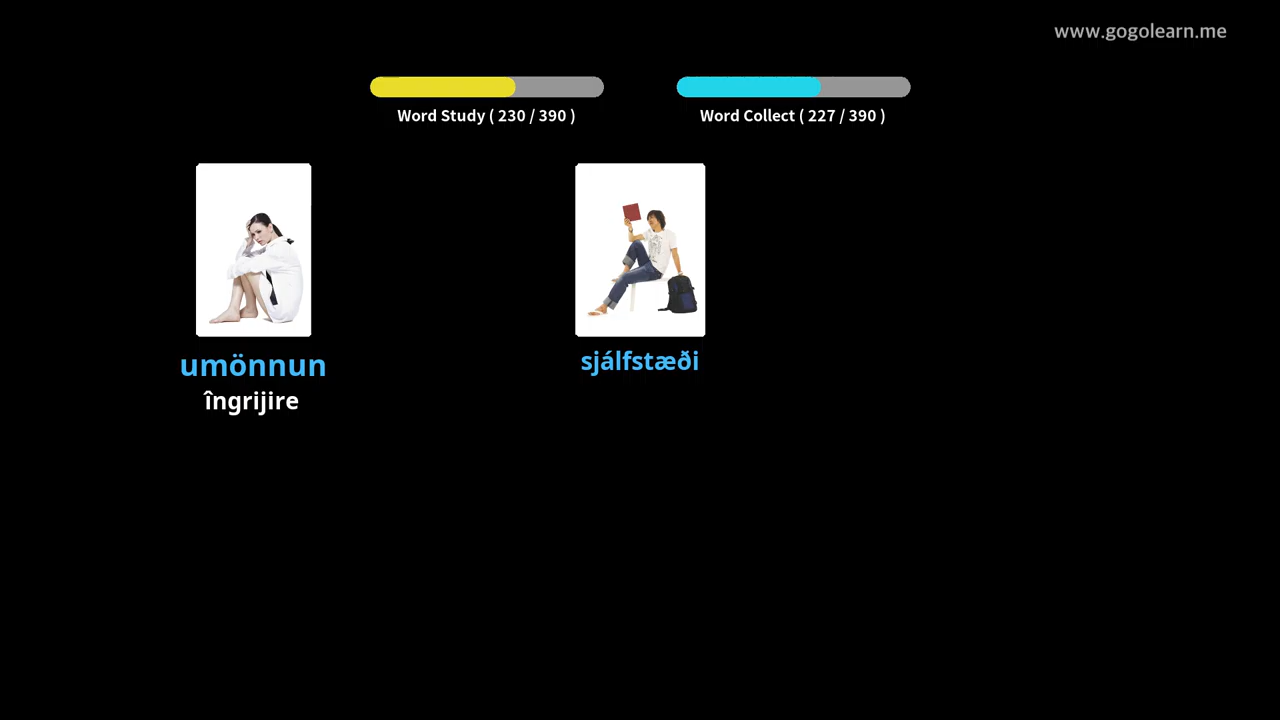 www.gogolearn.me
Word Study ( 230 / 390 )
Word Collect ( 227 / 390 )
umönnun
îngrijire
sjálfstæði